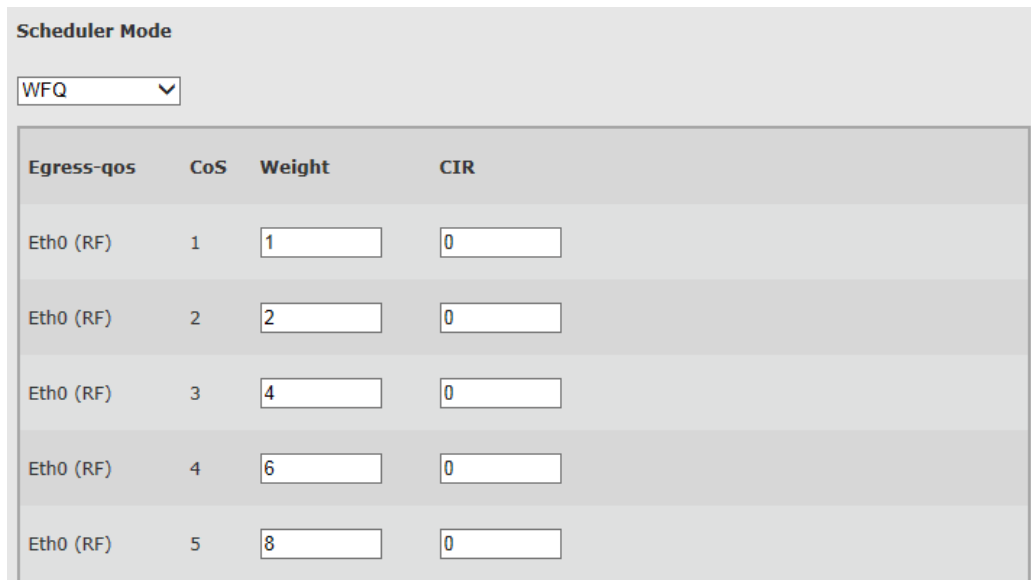 Scheduler Mode
WFQ
Egress-qos CoS Weight CIR
Eth0 (RF) 1 1 0
Eth0 (RF) 2 2 0
Eth0 (RF) 3 4 0
Eth0 (RF) 4 6 0
Eth0 (RF) 5 8 0